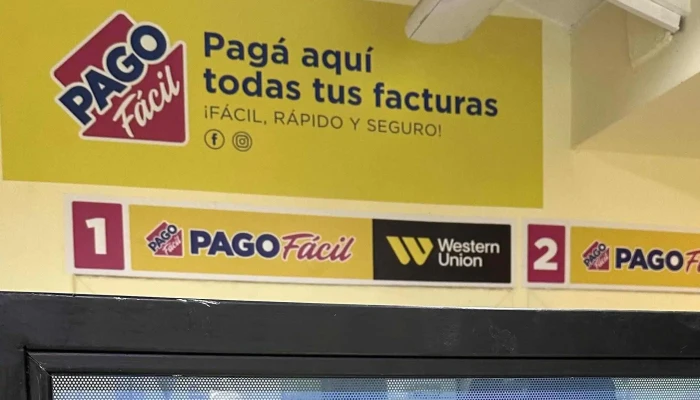 PAGO
Fácil
Pagá aquí
todas tus facturas
¡FÁCIL, RÁPIDO Y SEGURO!
1
PAGO
Fácil
PAGO Fácil
Western
Union
2
PAGO
Fácil
PAGO F